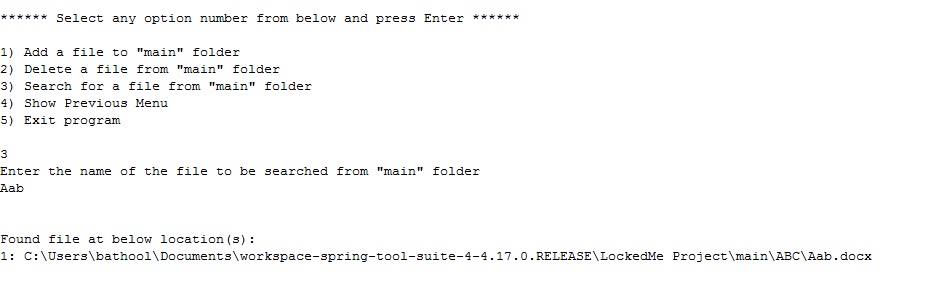 ****** Select any option number from below and press Enter ******
1) Add a file to "main" folder
2) Delete a file from "main" folder
3) Search for a file from "main" folder
4) Show Previous Menu
5) Exit program
3
Enter the name of the file to be searched from "main" folder
Aab
Found file at below location(s):
1: C:\Users\bathool\Documents\workspace-spring-tool-suite-4-4.17.0.RELEASE\LockedMe Project\main\ABC\Aab.docx